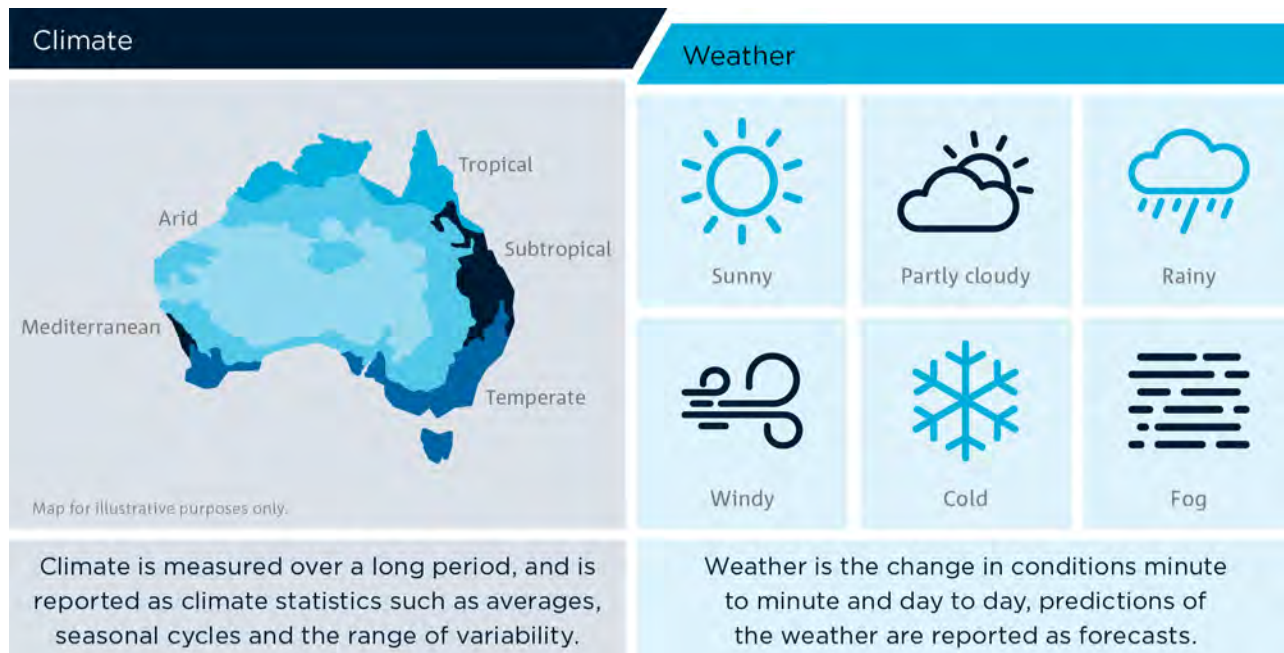 Climate
Tropical
Arid
Subtropical
Mediterranean
Temperate
Map for illustrative purposes only.
Climate is measured over a long period, and is
reported as climate statistics such as averages,
seasonal cycles and the range of variability.
Weather
Sunny
Partly cloudy
Rainy
Windy
Cold
Fog
Weather is the change in conditions minute
to minute and day to day, predictions of
the weather are reported as forecasts.